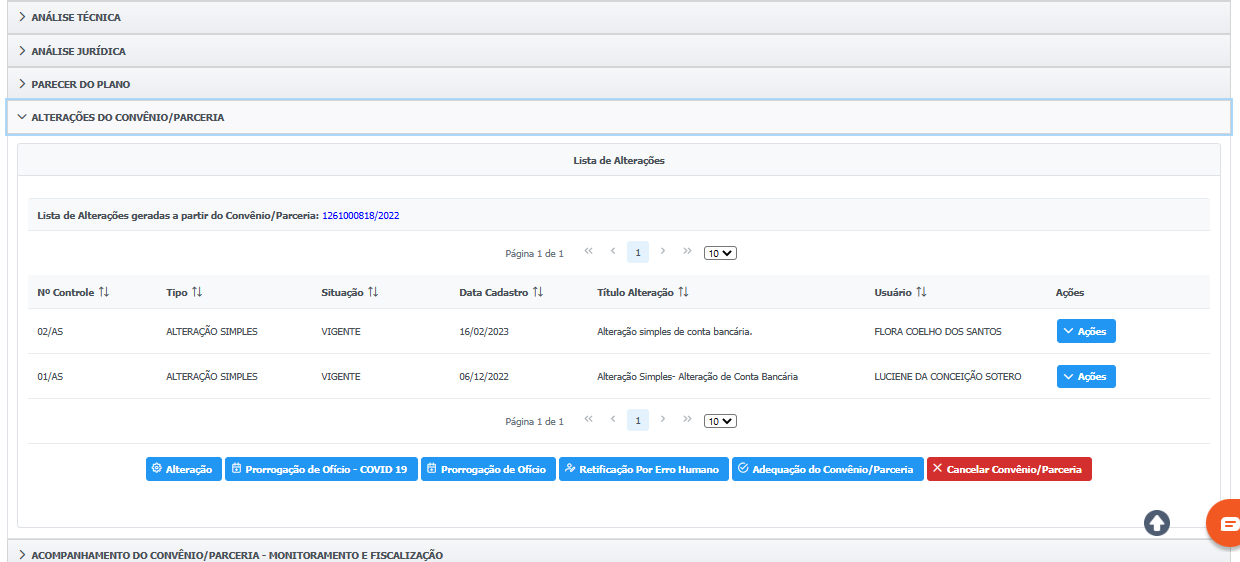 ANÁLISE TÉCNICA
ANÁLISE JURÍDICA
PARECER DO PLANO
ALTERAÇÕES DO CONVÊNIO/PARCERIA
Lista de Alterações
Lista de Alterações geradas a partir do Convênio/Parceria: 1261000818/2022
Página 1 de 1 1 10
Nº Controle Tipo Situação Data Cadastro Título Alteração Usuário Ações
02/AS ALTERAÇÃO SIMPLES VIGENTE 16/02/2023 Alteração simples de conta bancária. FLORA COELHO DOS SANTOS Ações
01/AS ALTERAÇÃO SIMPLES VIGENTE 06/12/2022 Alteração Simples- Alteração de Conta Bancária LUCIENE DA CONCEIÇÃO SOTERO Ações
Página 1 de 1 1 10
Alteração Prorrogação de Ofício - COVID 19 Prorrogação de Ofício Retificação Por Erro Humano Adequação do Convênio/Parceria Cancelar Convênio/Parceria
ACOMPANHAMENTO DO CONVÊNIO/PARCERIA - MONITORAMENTO E FISCALIZAÇÃO